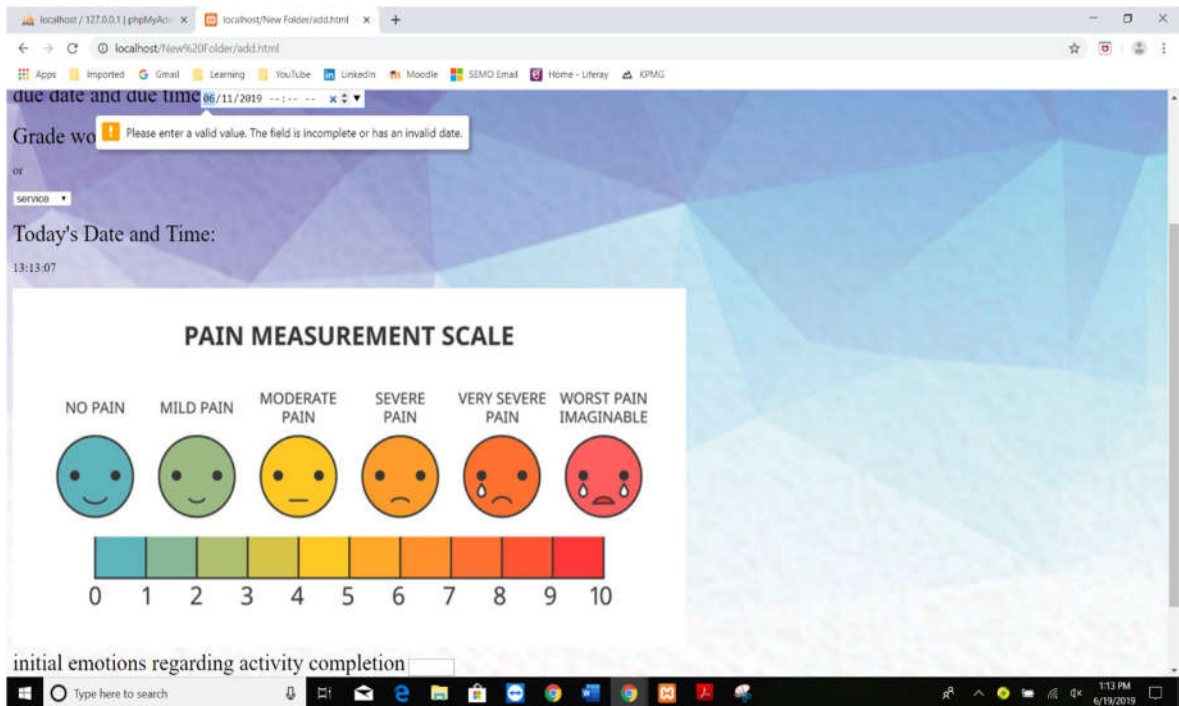 localhost / 127.0.0.1 | phpMyAdm
localhost/New Folder/add.html
localhost/New%20Folder/add.html
Apps Imported Gmail Learning YouTube Linkedin Moodle SEMO Email Home - Liferay KPMG
due date and due time 06/11/2019 --:-- --
Grade wo
Please enter a valid value. The field is incomplete or has an invalid date.
or
service
Today's Date and Time:
13:13:07
PAIN MEASUREMENT SCALE
NO PAIN MILD PAIN MODERATE PAIN SEVERE PAIN VERY SEVERE PAIN WORST PAIN IMAGINABLE
0 1 2 3 4 5 6 7 8 9 10
initial emotions regarding activity completion
Type here to search
1:13 PM
6/19/2019